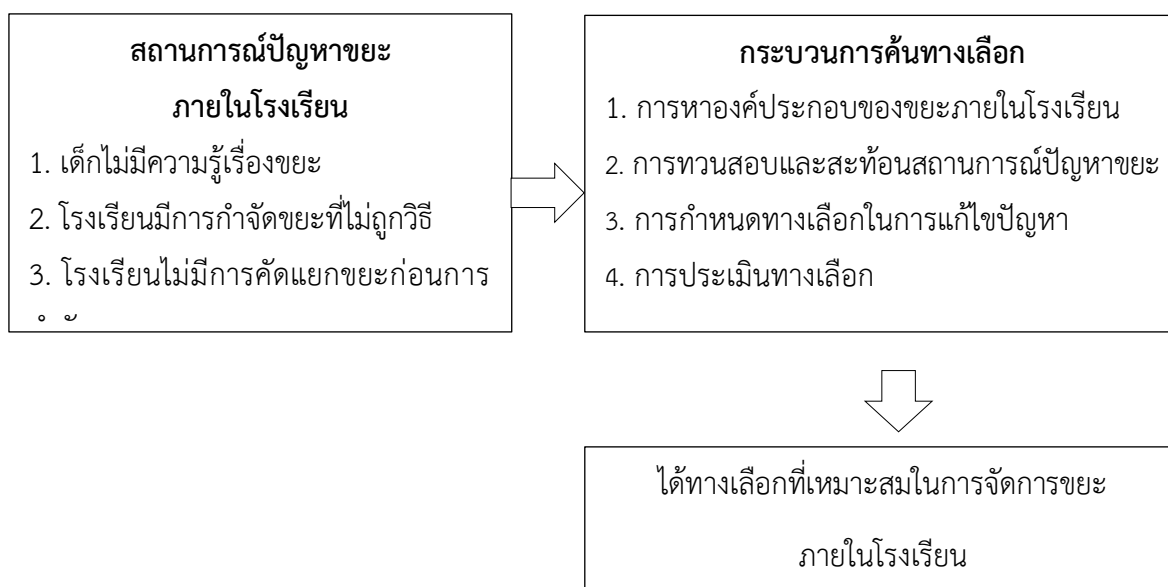 สถานการณ์ปัญหาขยะ
ภายในโรงเรียน
1. เด็กไม่มีความรู้เรื่องขยะ
2. โรงเรียนมีการกำจัดขยะที่ไม่ถูกวิธี
3. โรงเรียนไม่มีการคัดแยกขยะก่อนการ
กระบวนการค้นทางเลือก
1. การหาองค์ประกอบของขยะภายในโรงเรียน
2. การทวนสอบและสะท้อนสถานการณ์ปัญหาขยะ
3. การกำหนดทางเลือกในการแก้ไขปัญหา
4. การประเมินทางเลือก
ได้ทางเลือกที่เหมาะสมในการจัดการขยะ
ภายในโรงเรียน